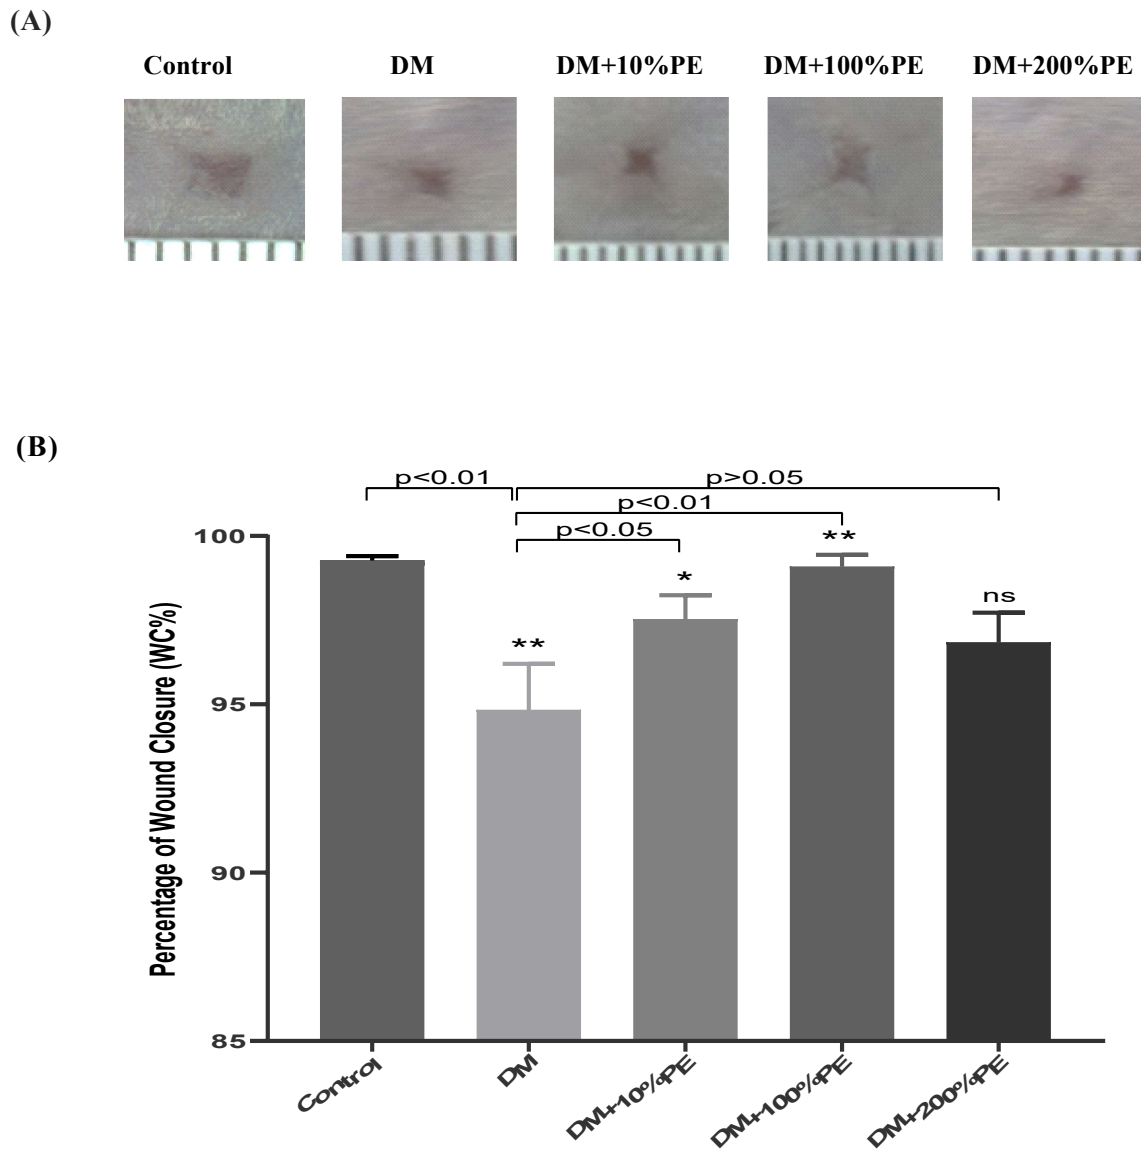 (A)
Control DM DM+10%PE DM+100%PE DM+200%PE
(B)
p<0.01 p>0.05
p<0.01
p<0.05
**
*
ns
**
100
95
90
85
Percentage of Wound Closure (WC%)
Control DM DM+10%PE DM+100%PE DM+200%PE